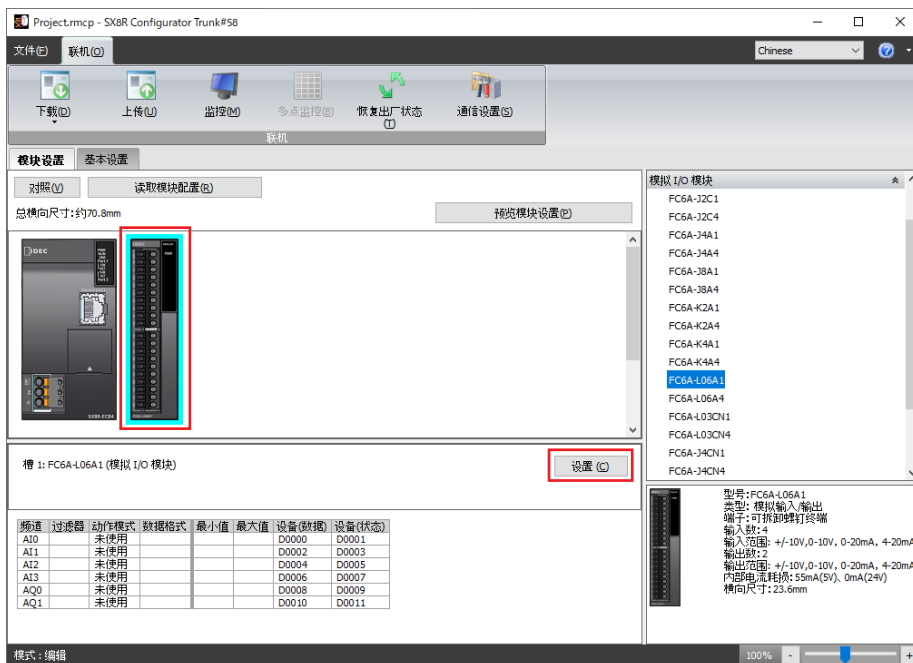 Project.rmcp - SX8R Configurator Trunk#58
文件(F) 联机(O) Chinese
下载(D) 上传(U) 监控(M) 多点监控(B) 恢复出厂状态(T) 通信设置(S)
联机
模块设置 基本设置
对照(V) 读取模块配置(R)
总横向尺寸:约70.8mm 预览模块设置(P)
IDEC
SX8R-ECB4
IDEC
槽 1: FC6A-L06A1 (模拟 I/O 模块) 设置 (C)
频道 过滤器 动作模式 数据格式 最小值 最大值 设备(数据) 设备(状态)
AI0 未使用 D0000 D0001
AI1 未使用 D0002 D0003
AI2 未使用 D0004 D0005
AI3 未使用 D0006 D0007
AQ0 未使用 D0008 D0009
AQ1 未使用 D0010 D0011
模拟 I/O 模块
FC6A-J2C1
FC6A-J2C4
FC6A-J4A1
FC6A-J4A4
FC6A-J8A1
FC6A-J8A4
FC6A-K2A1
FC6A-K2A4
FC6A-K4A1
FC6A-K4A4
FC6A-L06A1
FC6A-L06A4
FC6A-L03CN1
FC6A-L03CN4
FC6A-J4CN1
FC6A-J4CN4
型号:FC6A-L06A1
类型: 模拟输入/输出
端子:可拆卸螺钉终端
输入数:4
输入范围: +/-10V,0-10V, 0-20mA, 4-20mA
输出数:2
输出范围: +/-10V,0-10V, 0-20mA, 4-20mA
内部电流耗损: 55mA(5V)、0mA(24V)
横向尺寸:23.6mm
模式 : 编辑 100% - +